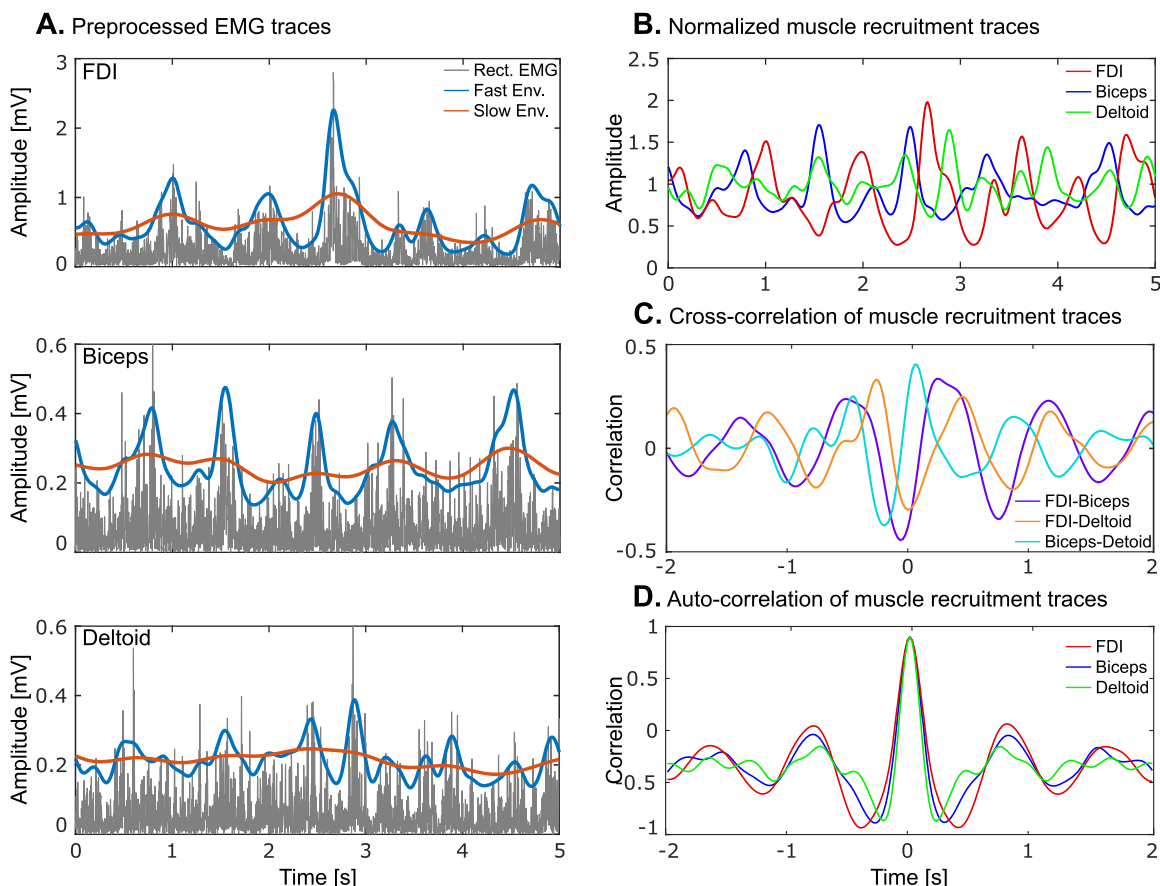 A. Preprocessed EMG traces
FDI
Rect. EMG
Fast Env.
Slow Env.
Amplitude [mV]
3
2
1
0
Biceps
Amplitude [mV]
0.6
0.4
0.2
0
Deltoid
Amplitude [mV]
0.6
0.4
0.2
0
0 1 2 3 4 5
Time [s]
B. Normalized muscle recruitment traces
FDI
Biceps
Deltoid
Amplitude
2.5
2
1.5
1
0.5
0
0 1 2 3 4 5
C. Cross-correlation of muscle recruitment traces
Correlation
0.5
0
-0.5
FDI-Biceps
FDI-Deltoid
Biceps-Detoid
-2 -1 0 1 2
D. Auto-correlation of muscle recruitment traces
FDI
Biceps
Deltoid
Correlation
1
0.5
0
-0.5
-1
-2 -1 0 1 2
Time [s]